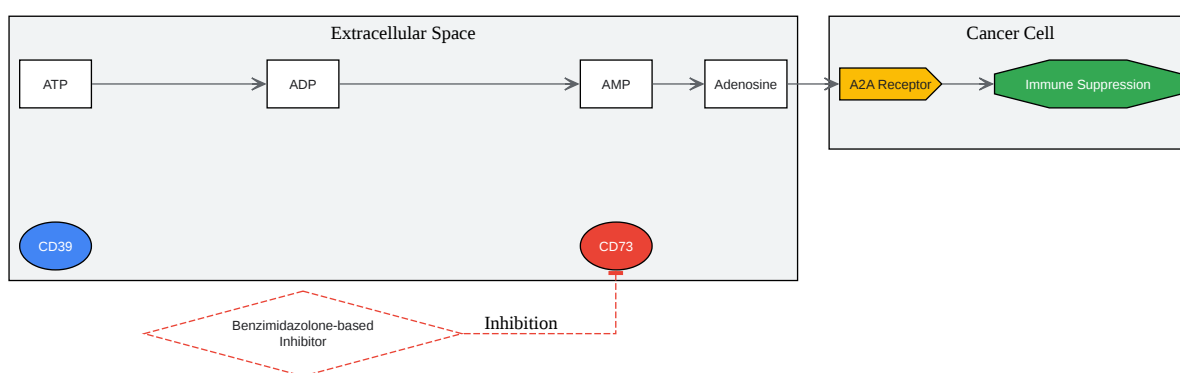 Extracellular Space
Cancer Cell
ATP
ADP
AMP
Adenosine
A2A Receptor
Immune Suppression
CD39
CD73
Benzimidazolone-based
Inhibitor
Inhibition